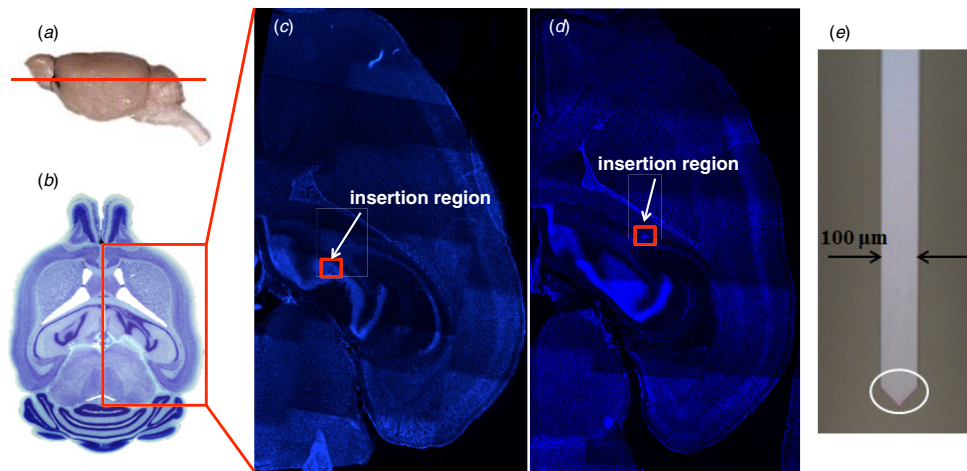 (a)
(b)
(c)
insertion region
(d)
insertion region
(e)
100 μm